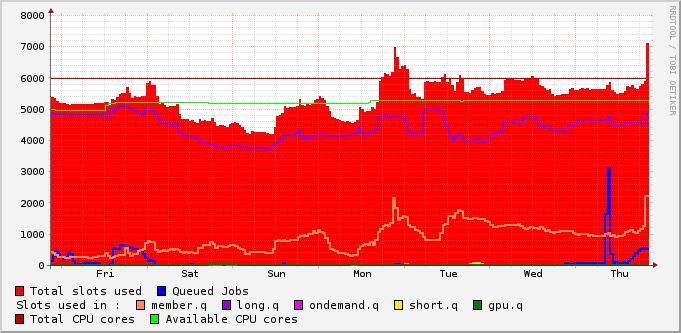 8000
7000
6000
5000
4000
3000
2000
1000
0
Fri Sat Sun Mon Tue Wed Thu
RRDTOOL / TOBI OETIKER
Total slots used Queued Jobs
Slots used in : member.q long.q ondemand.q short.q gpu.q
Total CPU cores Available CPU cores